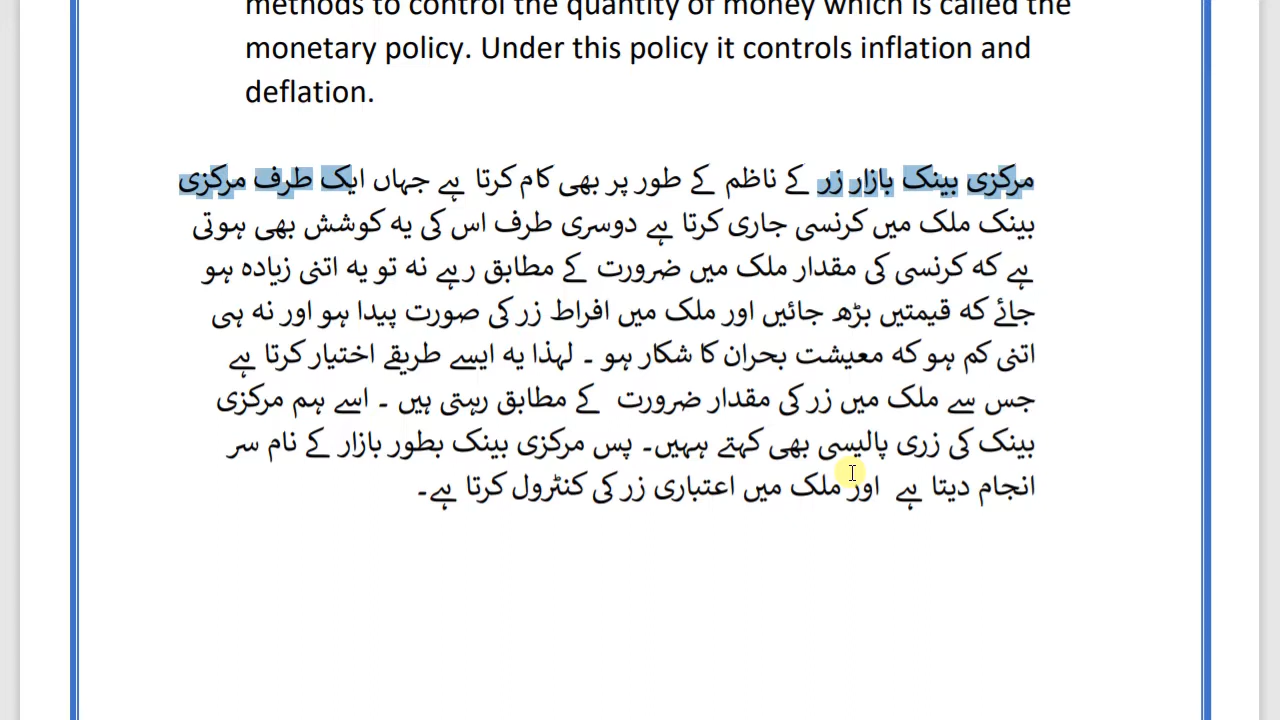 methods to control the quantity of money which is called the
monetary policy. Under this policy it controls inflation and
deflation.
مرکزی بینک بازار زر کے ناظم کے طور پر بھی کام کرتا ہے جہاں ایک طرف مرکزی
بینک ملک میں کرنسی جاری کرتا ہے دوسری طرف اس کی یہ کوشش بھی ہوتی
ہے کہ کرنسی کی مقدار ملک میں ضرورت کے مطابق رہے نہ تو یہ اتنی زیادہ ہو
جائے کہ قیمتیں بڑھ جائیں اور ملک میں افراط زر کی صورت پیدا ہو اور نہ ہی
اتنی کم ہو کہ معیشت بحران کا شکار ہو ۔ لہذا یہ ایسے طریقے اختیار کرتا ہے
جس سے ملک میں زر کی مقدار ضرورت کے مطابق رہتی ہیں ۔ اسے ہم مرکزی
بینک کی زری پالیسی بھی کہتے ہہیں۔ پس مرکزی بینک بطور بازار کے نام سر
انجام دیتا ہے اور ملک میں اعتباری زر کی کنٹرول کرتا ہے۔